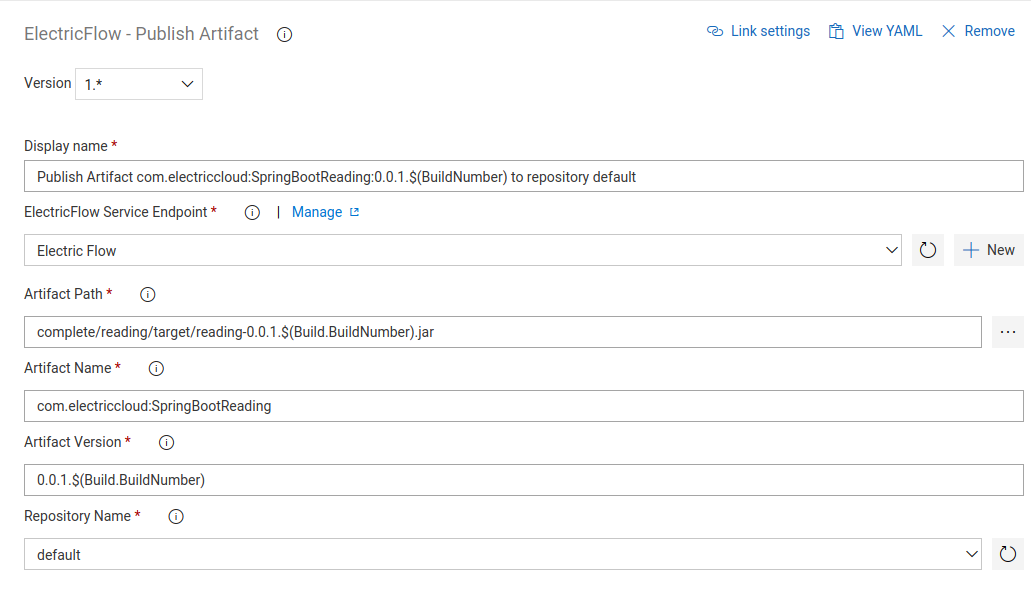 ElectricFlow - Publish Artifact
Link settings
View YAML
Remove
Version 1.*
Display name *
Publish Artifact com.electriccloud:SpringBootReading:0.0.1.$(BuildNumber) to repository default
ElectricFlow Service Endpoint * | Manage
Electric Flow
New
Artifact Path *
complete/reading/target/reading-0.0.1.$(Build.BuildNumber).jar
...
Artifact Name *
com.electriccloud:SpringBootReading
Artifact Version *
0.0.1.$(Build.BuildNumber)
Repository Name *
default